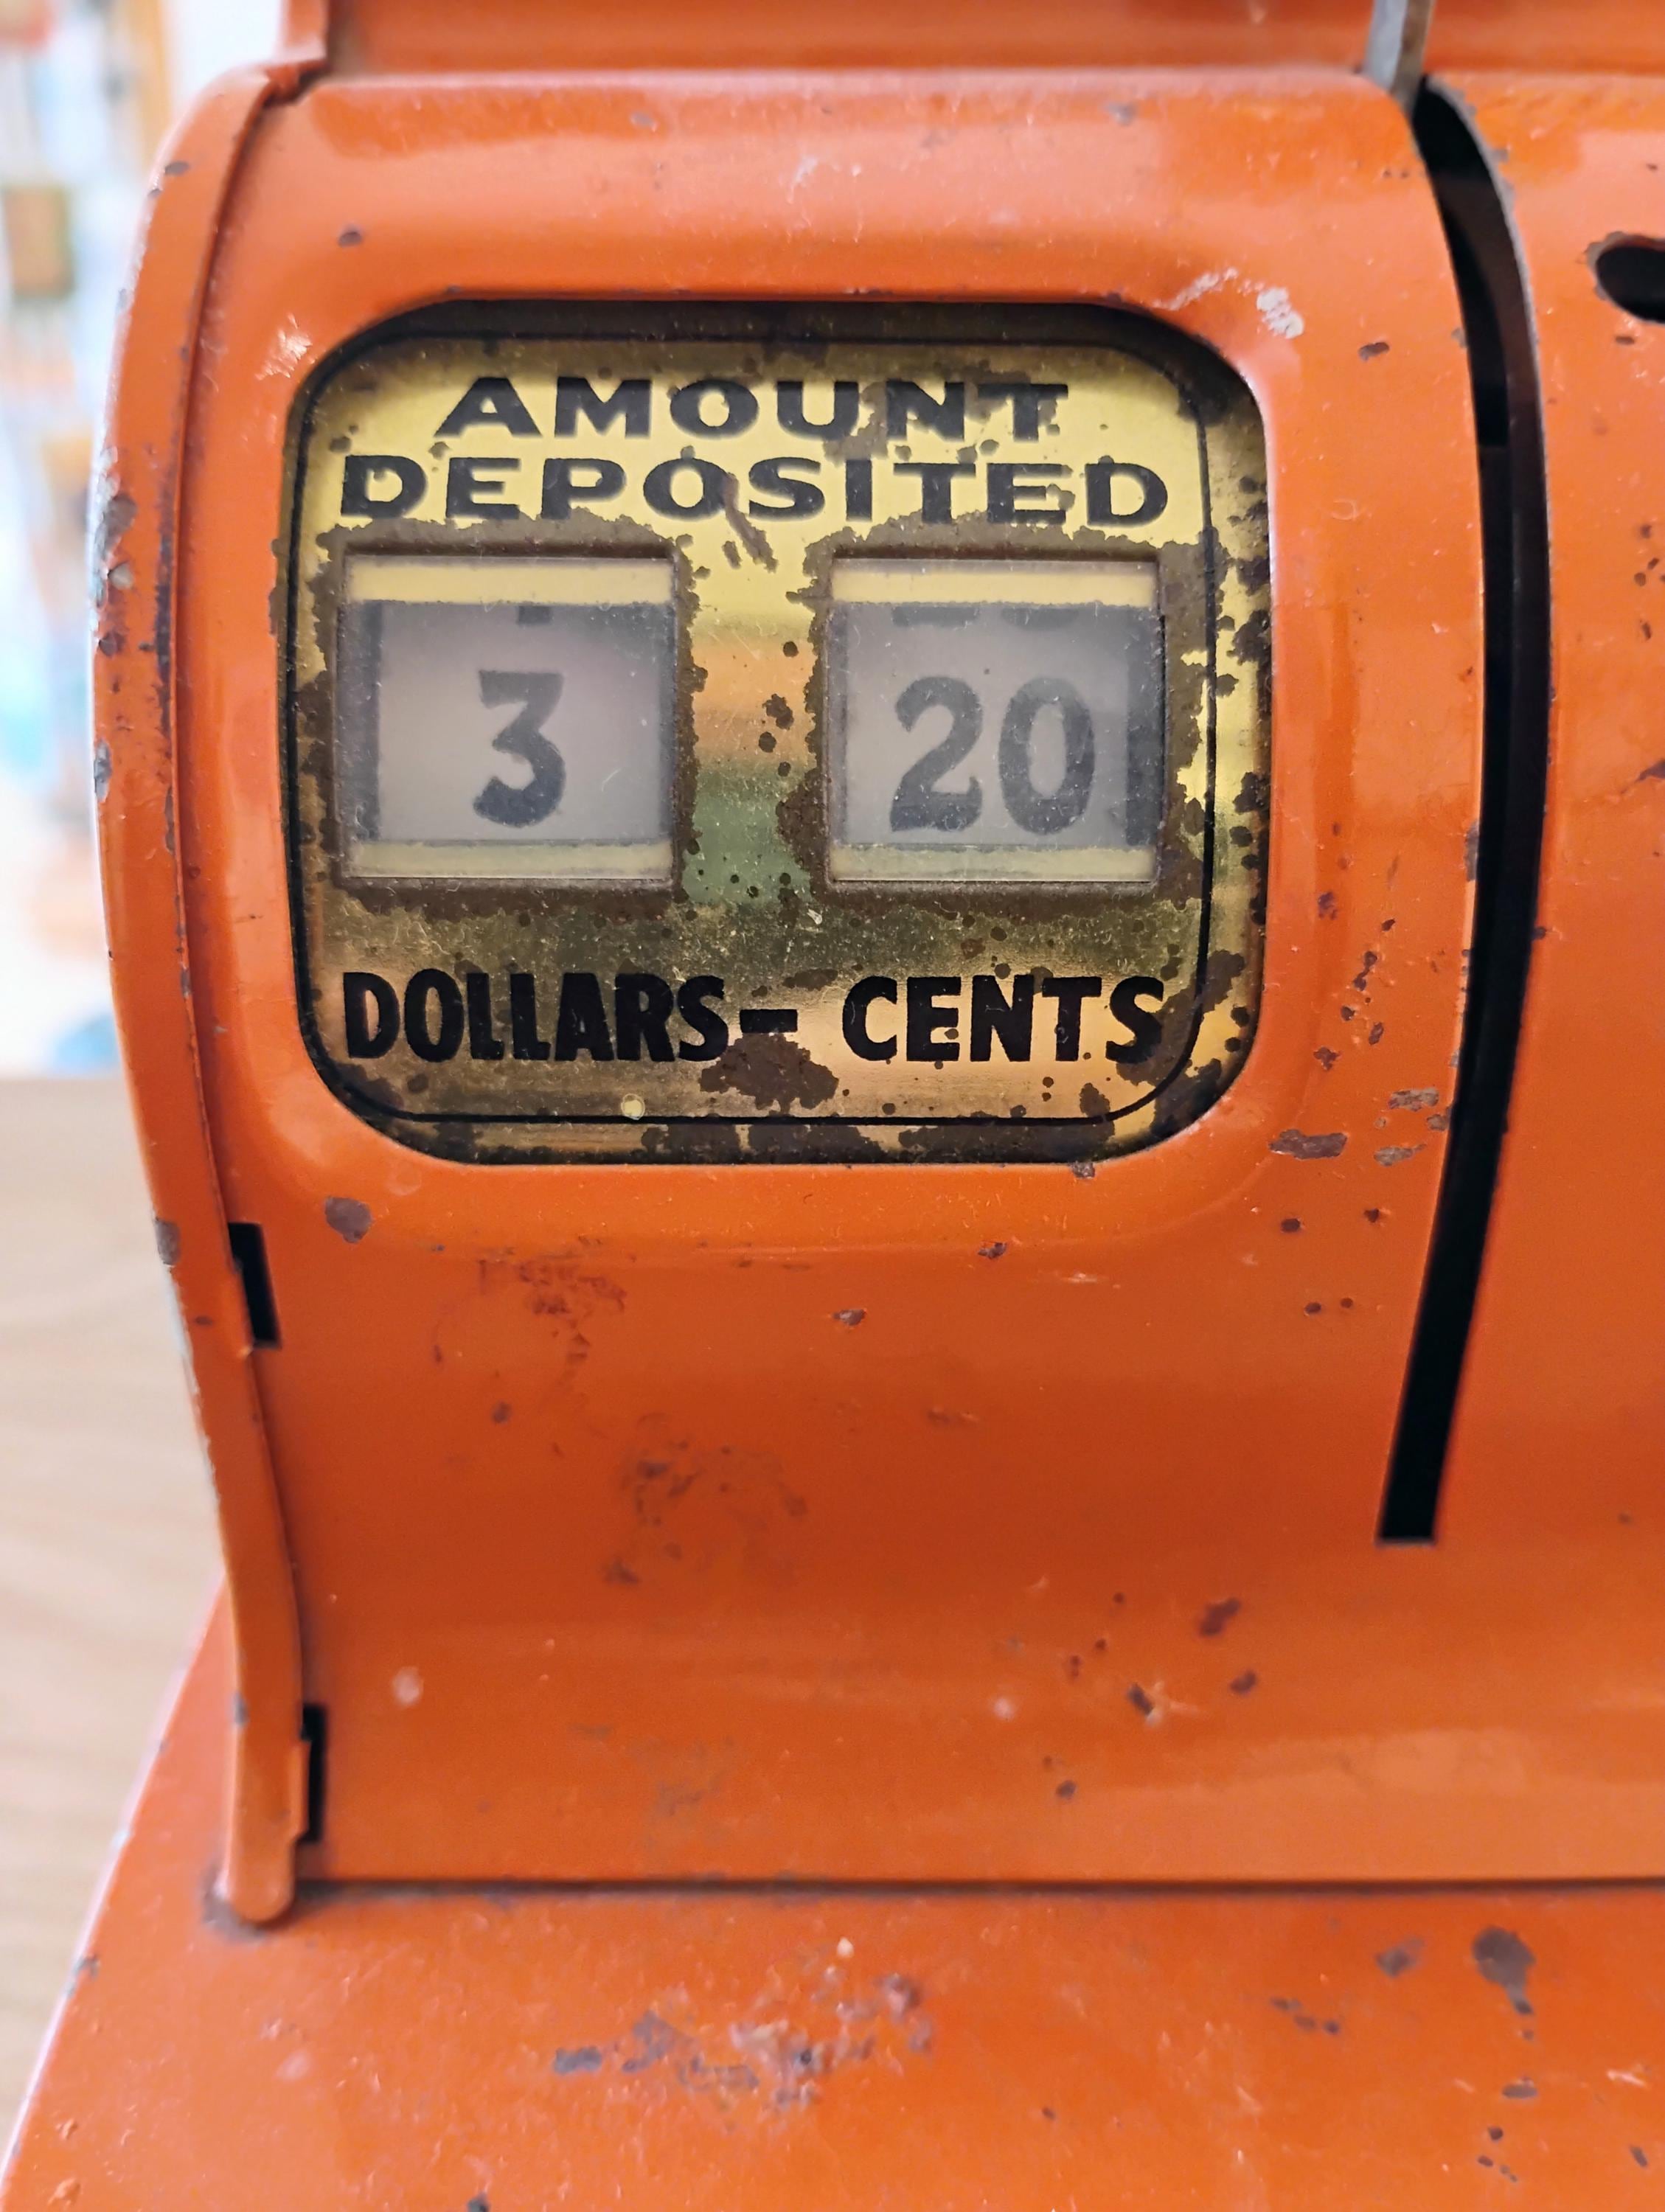 AMOUNT
DEPOSITED
3 20
DOLLARS- CENTS